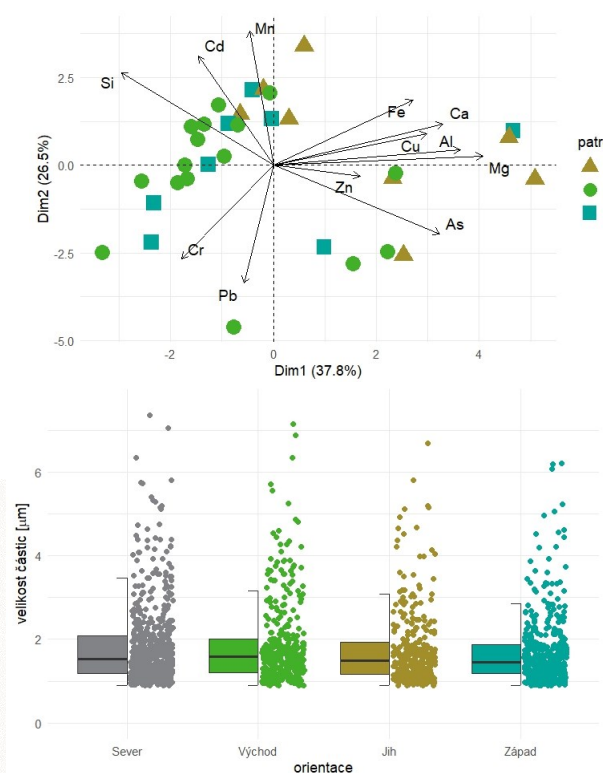 Mn
Cd
Si
Fe
Ca
Cu
Al
Mg
Zn
As
Cr
Pb
2.5
0.0
-2.5
-5.0
Dim2 (26.5%)
-2
0
2
4
Dim1 (37.8%)
patr
velikost částic [µm]
6
4
2
0
Sever
Východ
Jih
Západ
orientace